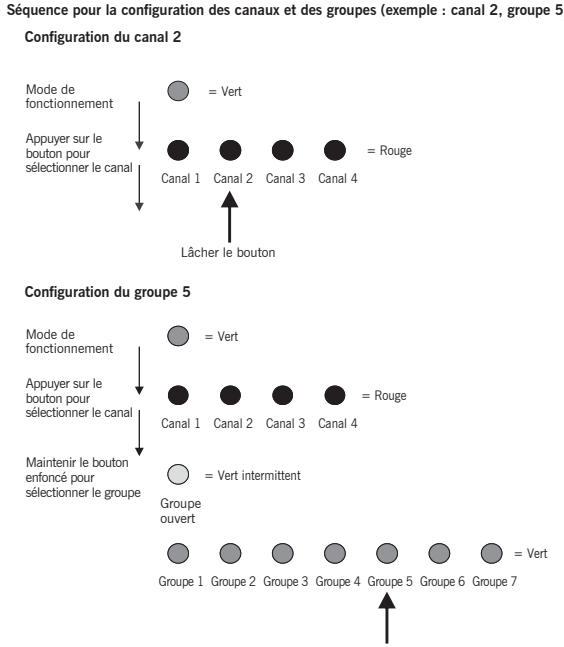 Séquence pour la configuration des canaux et des groupes (exemple : canal 2, groupe 5
Configuration du canal 2
Mode de
fonctionnement
= Vert
Appuyer sur le
bouton pour
sélectionner le canal
= Rouge
Canal 1 Canal 2 Canal 3 Canal 4
Lâcher le bouton
Configuration du groupe 5
Mode de
fonctionnement
= Vert
Appuyer sur le
bouton pour
sélectionner le canal
= Rouge
Canal 1 Canal 2 Canal 3 Canal 4
Maintenir le bouton
enfoncé pour
sélectionner le groupe
= Vert intermittent
Groupe
ouvert
= Vert
Groupe 1 Groupe 2 Groupe 3 Groupe 4 Groupe 5 Groupe 6 Groupe 7